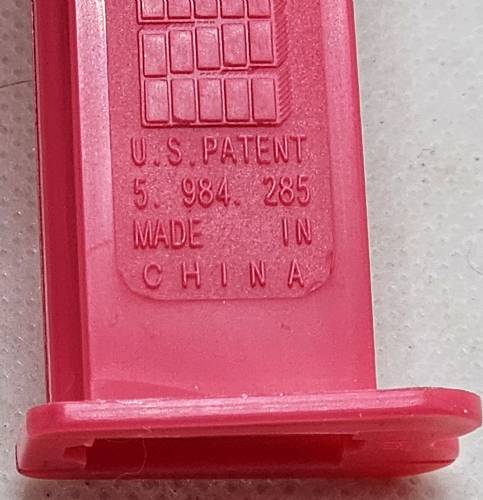 U.S.PATENT
5. 984. 285
MADE IN
CHINA